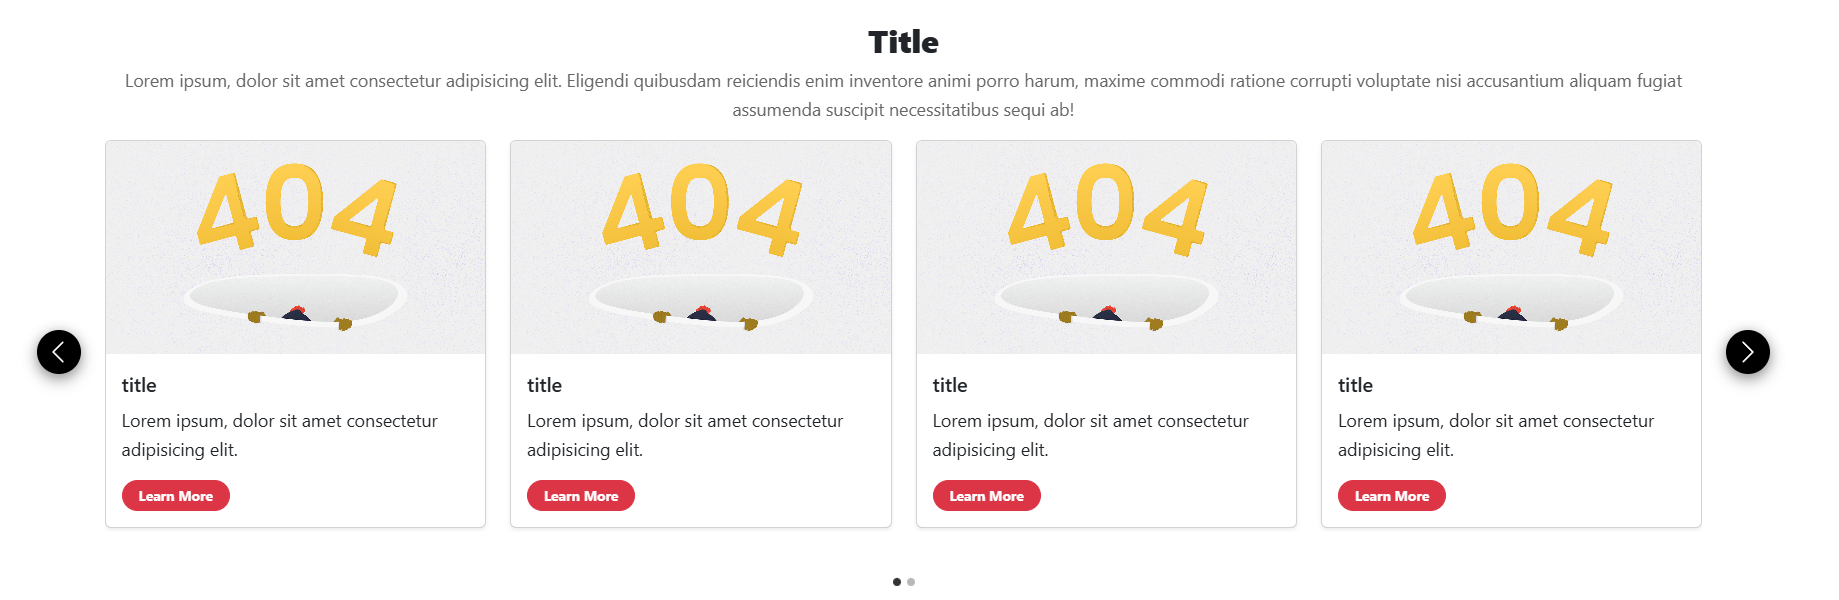 Title
Lorem ipsum, dolor sit amet consectetur adipisicing elit. Eligendi quibusdam reiciendis enim inventore animi porro harum, maxime commodi ratione corrupti voluptate nisi accusantium aliquam fugiat
assumenda suscipit necessitatibus sequi ab!
404
404
404
404
title
Lorem ipsum, dolor sit amet consectetur
adipisicing elit.
Learn More
title
Lorem ipsum, dolor sit amet consectetur
adipisicing elit.
Learn More
title
Lorem ipsum, dolor sit amet consectetur
adipisicing elit.
Learn More
title
Lorem ipsum, dolor sit amet consectetur
adipisicing elit.
Learn More